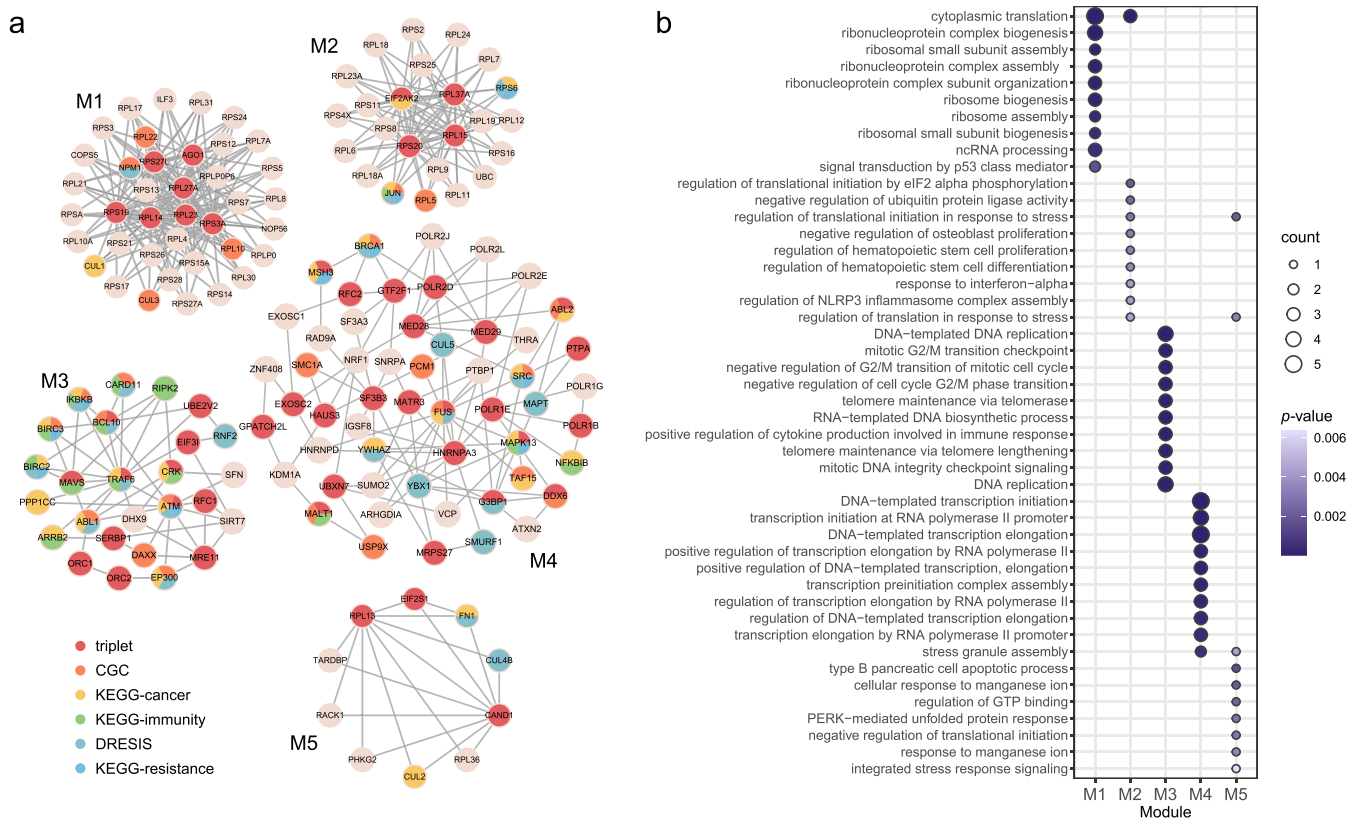 a
M1
ILF3
RPL31
RPL17
RPS24
RPS3
RPL22
RPS12
RPL7A
COPS5
NPM1
RPS27L
AGO1
RPLP0P6
RPS5
RPL21
RPS13
RPL27A
RPS7
RPL8
RPSA
RPS19
RPL14
RPL23
RPS3A
NOP56
RPL10A
RPS21
RPL4
RPL10
RPLP0
CUL1
RPS26
RPS15A
RPL30
RPS17
RPS28
RPS14
CUL3
RPS27A
M2
RPS2
RPL24
RPL18
RPS25
RPL7
RPL23A
EIF2AK2
RPL37A
RPS6
RPS11
RPS4X
RPS8
RPL19
RPL12
RPL15
RPL6
RPS20
RPS16
RPL9
RPL18A
UBC
JUN
RPL5
RPL11
M3
CARD11
RIPK2
IKBKB
UBE2V2
BCL10
BIRC3
EIF3I
RNF2
BIRC2
CRK
SFN
MAVS
TRAF6
PPP1CC
ATM
RFC1
ABL1
DHX9
SIRT7
ARRB2
SERBP1
DAXX
MRE11
ORC1
ORC2
EP300
M4
POLR2J
BRCA1
POLR2L
MSH3
POLR2E
RFC2
GTF2F1
POLR2D
EXOSC1
SF3A3
MED28
MED29
ABL2
RAD9A
CUL5
THRA
PTPA
ZNF408
SMC1A
NRF1
SNRPA
PCM1
PTBP1
SRC
POLR1G
EXOSC2
HAUS3
SF3B3
MATR3
FUS
POLR1E
MAPT
GPATCH2L
IGSF8
POLR1B
HNRNPD
YWHAZ
HNRNPA3
MAPK13
NFKBIB
KDM1A
UBXN7
SUMO2
YBX1
TAF15
G3BP1
DDX6
MALT1
ARHGDIA
VCP
ATXN2
USP9X
MRPS27
SMURF1
M5
EIF2S1
RPL13
FN1
TARDBP
CUL4B
RACK1
CAND1
PHKG2
RPL36
CUL2
triplet
CGC
KEGG-cancer
KEGG-immunity
DRESIS
KEGG-resistance
b
cytoplasmic translation
ribonucleoprotein complex biogenesis
ribosomal small subunit assembly
ribonucleoprotein complex assembly
ribonucleoprotein complex subunit organization
ribosome biogenesis
ribosome assembly
ribosomal small subunit biogenesis
ncRNA processing
signal transduction by p53 class mediator
regulation of translational initiation by eIF2 alpha phosphorylation
negative regulation of ubiquitin protein ligase activity
regulation of translational initiation in response to stress
negative regulation of osteoblast proliferation
regulation of hematopoietic stem cell proliferation
regulation of hematopoietic stem cell differentiation
response to interferon−alpha
regulation of NLRP3 inflammasome complex assembly
regulation of translation in response to stress
DNA−templated DNA replication
mitotic G2/M transition checkpoint
negative regulation of G2/M transition of mitotic cell cycle
negative regulation of cell cycle G2/M phase transition
telomere maintenance via telomerase
RNA−templated DNA biosynthetic process
positive regulation of cytokine production involved in immune response
telomere maintenance via telomere lengthening
mitotic DNA integrity checkpoint signaling
DNA replication
DNA−templated transcription initiation
transcription initiation at RNA polymerase II promoter
DNA−templated transcription elongation
positive regulation of transcription elongation by RNA polymerase II
positive regulation of DNA−templated transcription, elongation
transcription preinitiation complex assembly
regulation of transcription elongation by RNA polymerase II
regulation of DNA−templated transcription elongation
transcription elongation by RNA polymerase II promoter
stress granule assembly
type B pancreatic cell apoptotic process
cellular response to manganese ion
regulation of GTP binding
PERK−mediated unfolded protein response
negative regulation of translational initiation
response to manganese ion
integrated stress response signaling
M1 M2 M3 M4 M5
Module
count
1
2
3
4
5
p-value
0.006
0.004
0.002